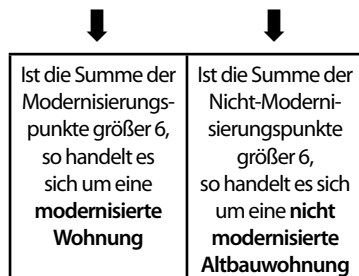 Ist die Summe der
Modernisierungs-
punkte größer 6,
so handelt es
sich um eine
modernisierte
Wohnung
Ist die Summe der
Nicht-Moderni-
sierungspunkte
größer 6,
so handelt es sich
um eine nicht
modernisierte
Altbauwohnung